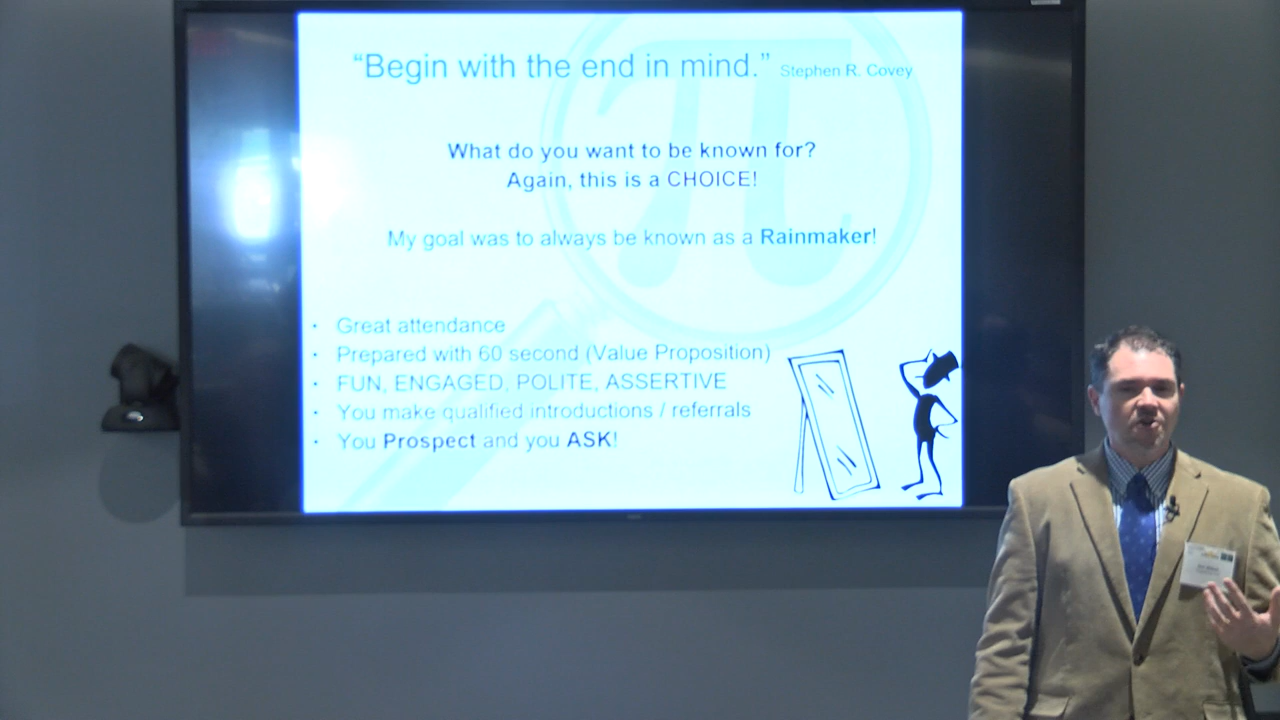 “Begin with the end in mind.” Stephen R. Covey
What do you want to be known for?
Again, this is a CHOICE!
My goal was to always be known as a Rainmaker!
• Great attendance
• Prepared with 60 second (Value Proposition)
• FUN, ENGAGED, POLITE, ASSERTIVE
• You make qualified introductions / referrals
• You Prospect and you ASK!
π